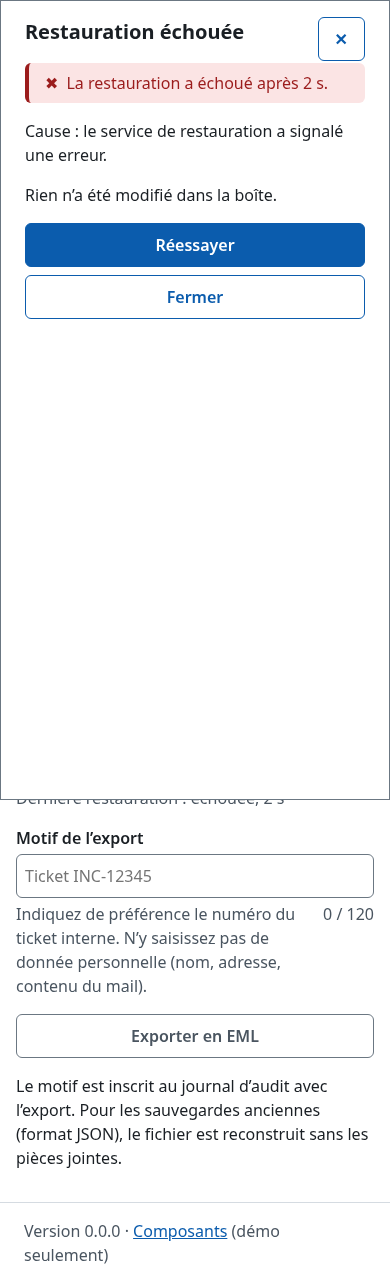 Restauration échouée
✕
✖ La restauration a échoué après 2 s.
Cause : le service de restauration a signalé
une erreur.
Rien n’a été modifié dans la boîte.
Réessayer
Fermer
Dernière restauration : échouée, 2 s
Motif de l’export
Ticket INC-12345
Indiquez de préférence le numéro du 0 / 120
ticket interne. N’y saisissez pas de
donnée personnelle (nom, adresse,
contenu du mail).
Exporter en EML
Le motif est inscrit au journal d’audit avec
l’export. Pour les sauvegardes anciennes
(format JSON), le fichier est reconstruit sans les
pièces jointes.
Version 0.0.0 · Composants (démo
seulement)